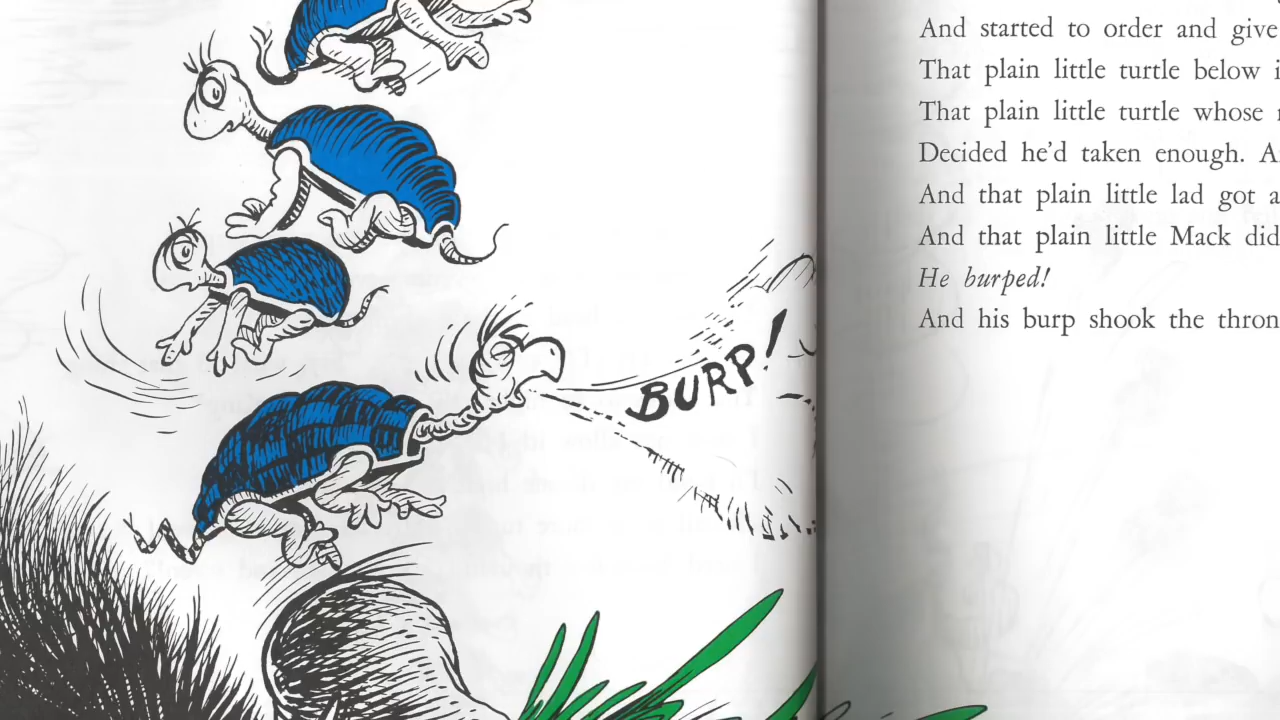 BURP!
And started to order and give
That plain little turtle below
That plain little turtle whose
Decided he'd taken enough.
And that plain little lad got
And that plain little Mack did
He burped!
And his burp shook the